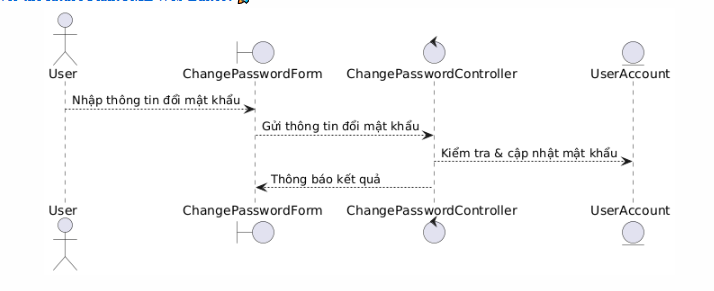 User ChangePasswordForm ChangePasswordController UserAccount
Nhập thông tin đổi mật khẩu
Gửi thông tin đổi mật khẩu
Kiểm tra & cập nhật mật khẩu
Thông báo kết quả
User ChangePasswordForm ChangePasswordController UserAccount